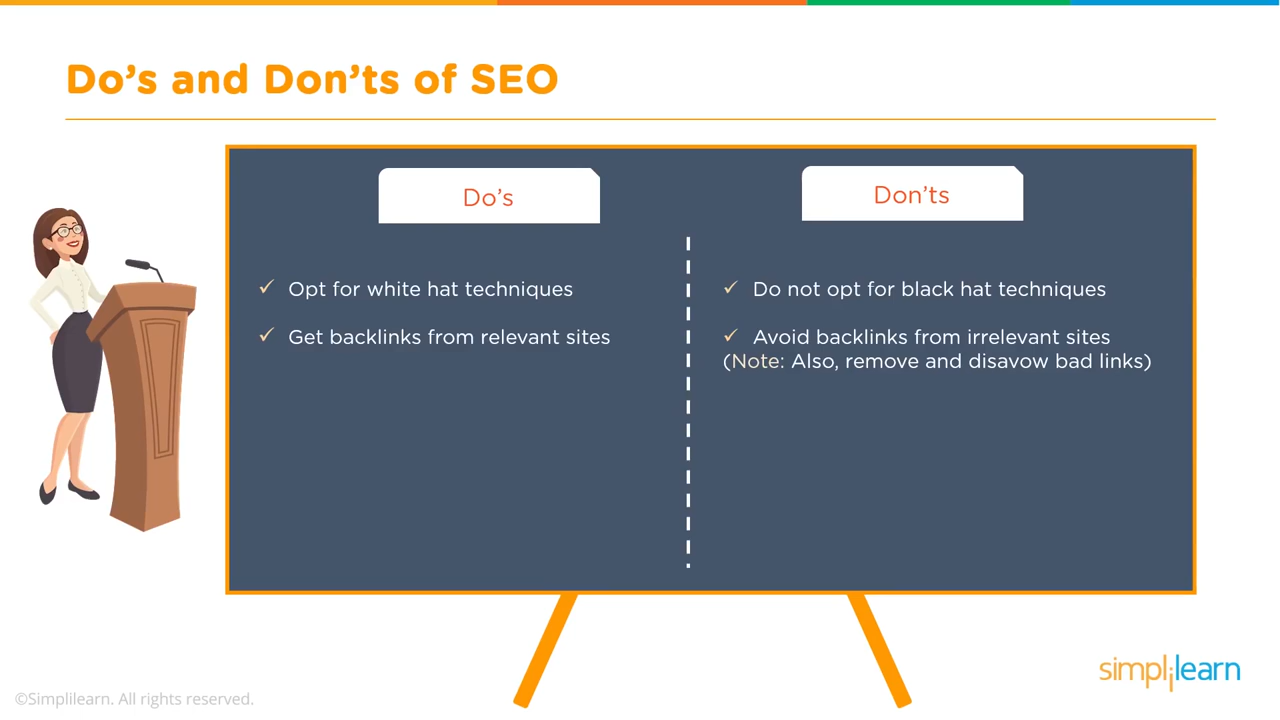 Do’s and Don’ts of SEO
Do’s
✓ Opt for white hat techniques
✓ Get backlinks from relevant sites
Don’ts
✓ Do not opt for black hat techniques
✓ Avoid backlinks from irrelevant sites
(Note: Also, remove and disavow bad links)
simplilearn
©Simplilearn. All rights reserved.